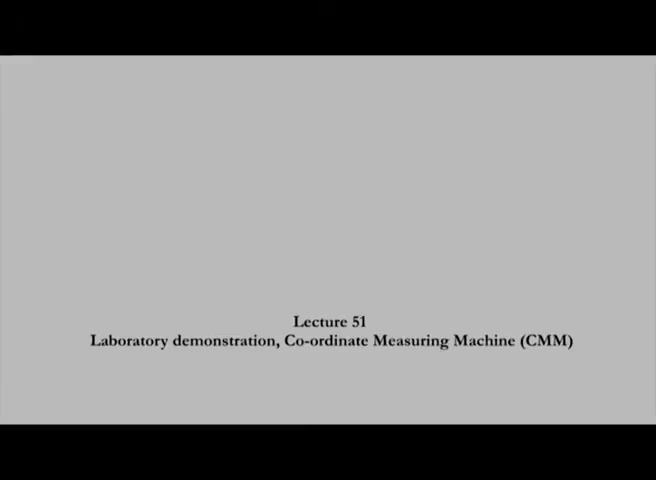 Lecture 51
Laboratory demonstration, Co-ordinate Measuring Machine (CMM)